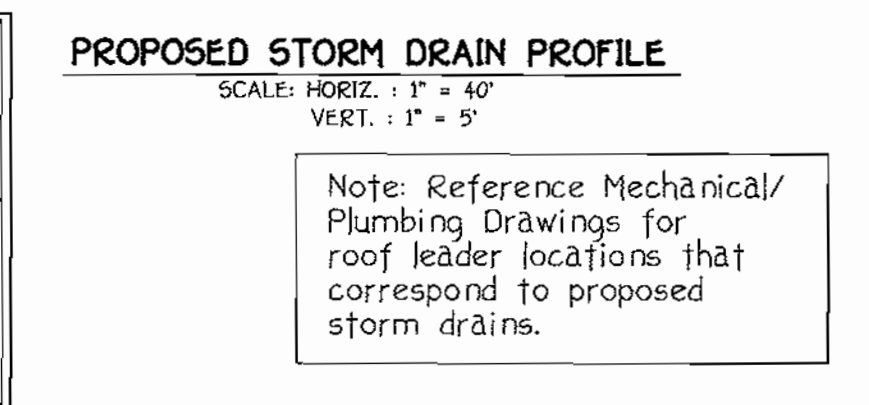 PROPOSED STORM DRAIN PROFILE
SCALE: HORIZ. : 1" = 40'
VERT. : 1" = 5'
Note: Reference Mechanical/
Plumbing Drawings for
roof leader locations that
correspond to proposed
storm drains.